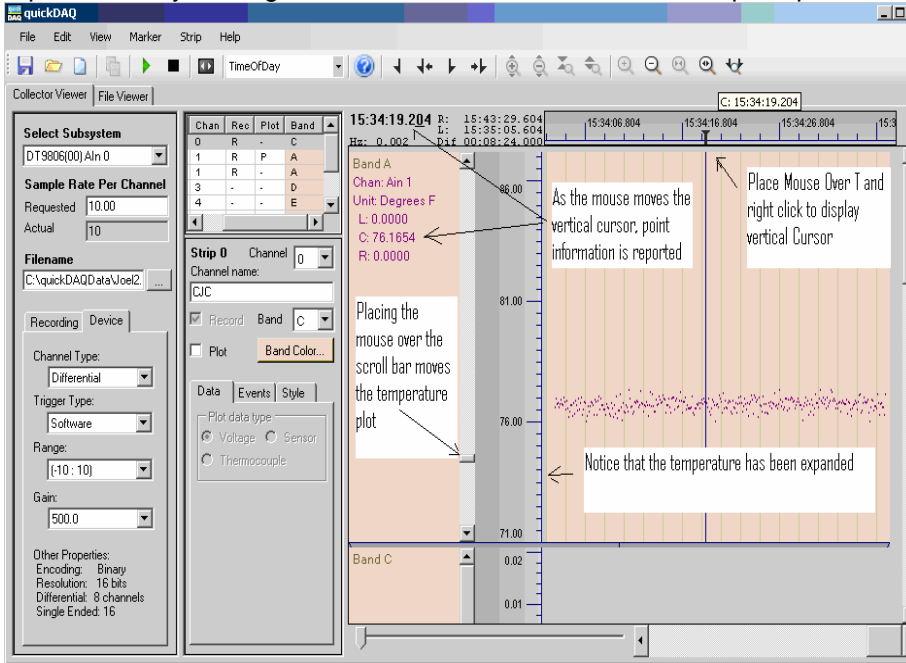 quickDAQ
File Edit View Marker Strip Help
TimeOfDay
Collector Viewer File Viewer
C: 15:34:19.204
Select Subsystem
DT9806(00) AIn 0
Sample Rate Per Channel
Requested 10.00
Actual 10
Filename
C:\quickDAQData\Joel2. ...
Recording Device
Channel Type:
Differential
Trigger Type:
Software
Range:
(-10 : 10)
Gain:
500.0
Other Properties:
Encoding: Binary
Resolution: 16 bits
Differential: 8 channels
Single Ended: 16
Chan Rec Plot Band
0 R - C
1 R P A
1 R - A
3 - - D
4 - - E
Strip 0 Channel 0
Channel name:
CJC
Record Band C
Plot Band Color...
Data Events Style
Plot data type
Voltage Sensor
Thermocouple
15:34:19.204 R: 15:43:29.604
L: 15:35:05.604
Hz: 0.002 Dif 00:08:24.000
15:34:06.804 15:34:16.804 15:34:26.804 15:3
Band A
Chan: Ain 1
Unit: Degrees F
L: 0.0000
C: 76.1654
R: 0.0000
86.00
81.00
76.00
71.00
As the mouse moves the
vertical cursor, point
information is reported
Place Mouse Over T and
right click to display
vertical Cursor
Placing the
mouse over the
scroll bar moves
the temperature
plot
Notice that the temperature has been expanded
Band C
0.02
0.01